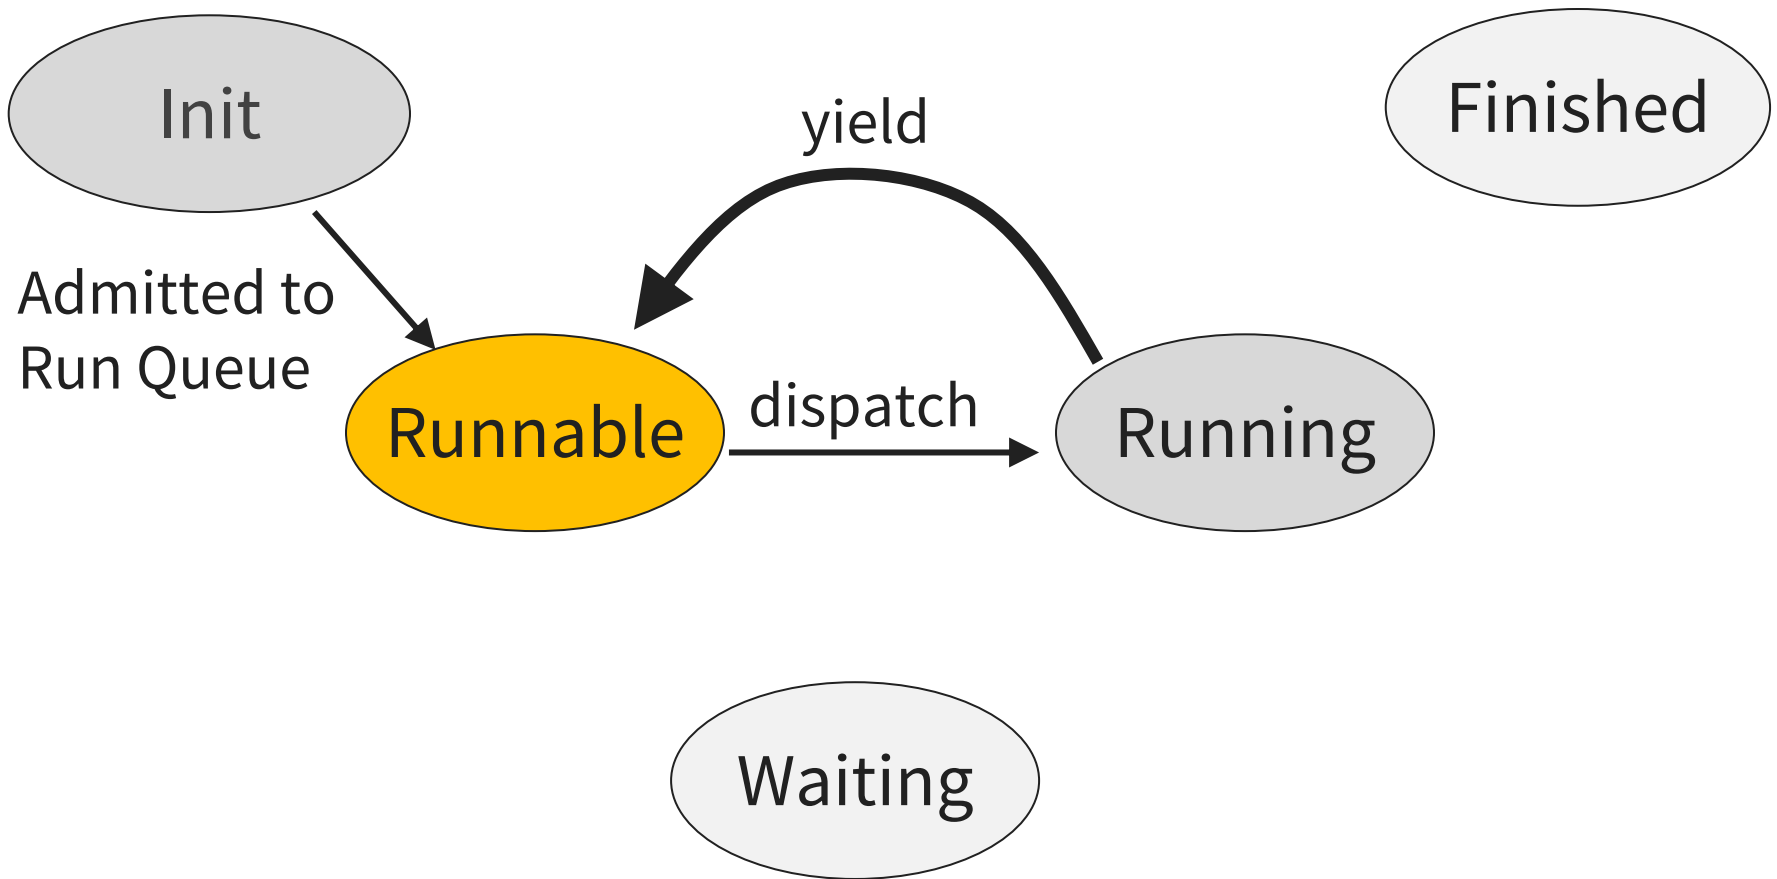 Init
Finished
yield
Admitted to
Run Queue
Runnable
dispatch
Running
Waiting